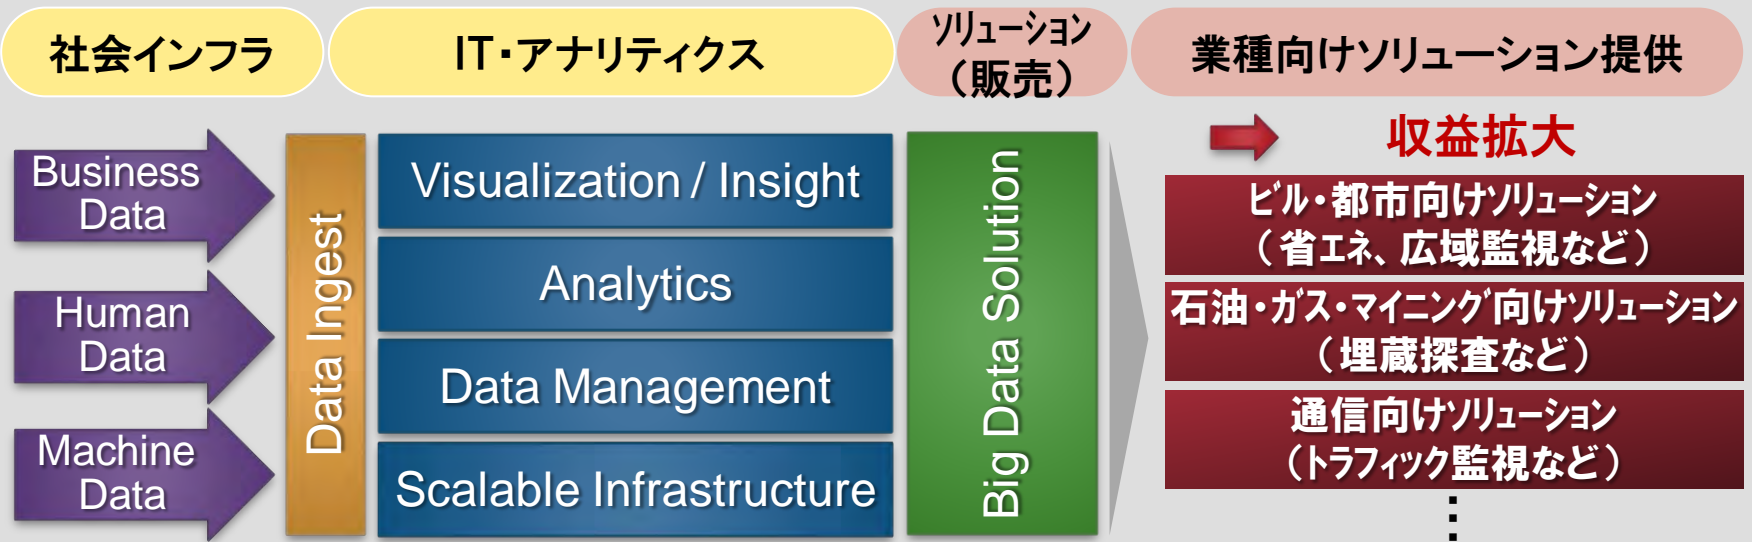 社会インフラ
IT・アナリティクス
ソリューション
（販売）
業種向けソリューション提供
Business
Data
Human
Data
Machine
Data
Data Ingest
Visualization / Insight
Analytics
Data Management
Scalable Infrastructure
Big Data Solution
収益拡大
ビル・都市向けソリューション
（省エネ、広域監視など）
石油・ガス・マイニング向けソリューション
（埋蔵探査など）
通信向けソリューション
（トラフィック監視など）
⋮